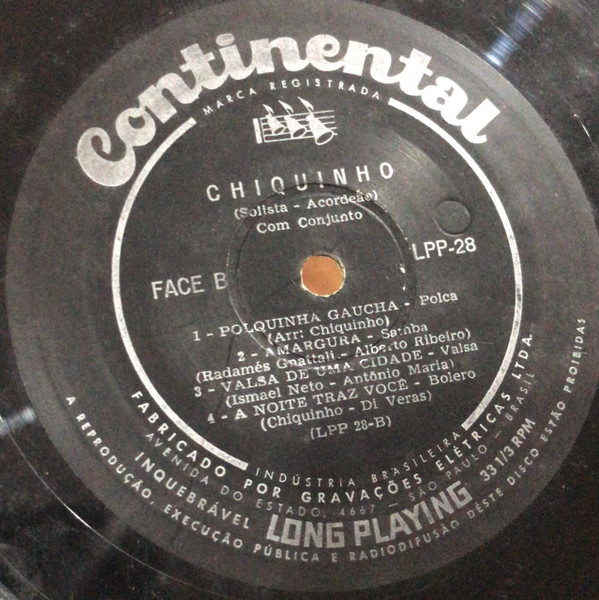 Continental
MARCA REGISTRADA
CHIQUINHO
(Solista - Acordeão)
Com Conjunto
LPP-28
FACE B
1 - POLQUINHA GAUCHA - Polca
(Arr: Chiquinho)
2 - AMARGURA - Samba
(Radamés Gnattali - Alberto Ribeiro)
3 - VALSA DE UMA CIDADE - Valsa
(Ismael Neto - Antônio Maria)
4 - A NOITE TRAZ VOCÊ - Bolero
(Chiquinho - Di Veras)
(LPP 28-B)
INDÚSTRIA BRASILEIRA
FABRICADO POR GRAVAÇÕES ELÉTRICAS LTDA.
AVENIDA DO ESTADO, 4667 - SÃO PAULO - BRASIL
INQUEBRÁVEL LONG PLAYING 33 1/3 RPM
A REPRODUÇÃO, EXECUÇÃO PÚBLICA E RADIODIFUSÃO DESTE DISCO ESTÃO PROIBIDAS